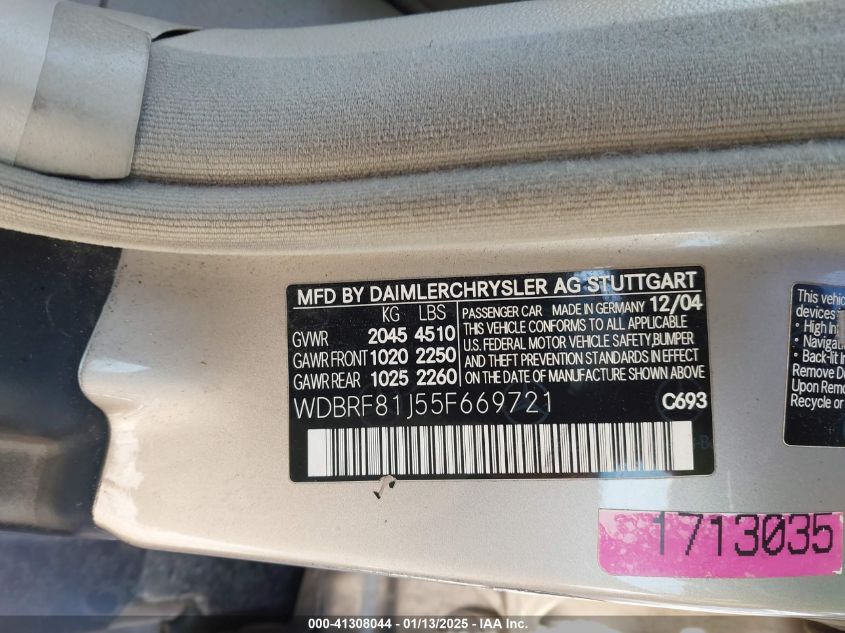 MFD BY DAIMLERCHRYSLER AG STUTTGART
KG LBS
GVWR 2045 4510
GAWR FRONT 1020 2250
GAWR REAR 1025 2260
PASSENGER CAR MADE IN GERMANY 12/04
THIS VEHICLE CONFORMS TO ALL APPLICABLE
U.S. FEDERAL MOTOR VEHICLE SAFETY,BUMPER
AND THEFT PREVENTION STANDARDS IN EFFECT
ON THE DATE OF MANUFACTURE SHOWN ABOVE
WDBRF81J55F669721 C693
This vehic
devices
• High In
• Naviga
• Back-lit
Remove De
Upon Remo
Recycle or
1713035
000-41308044 — 01/13/2025 — IAA Inc.